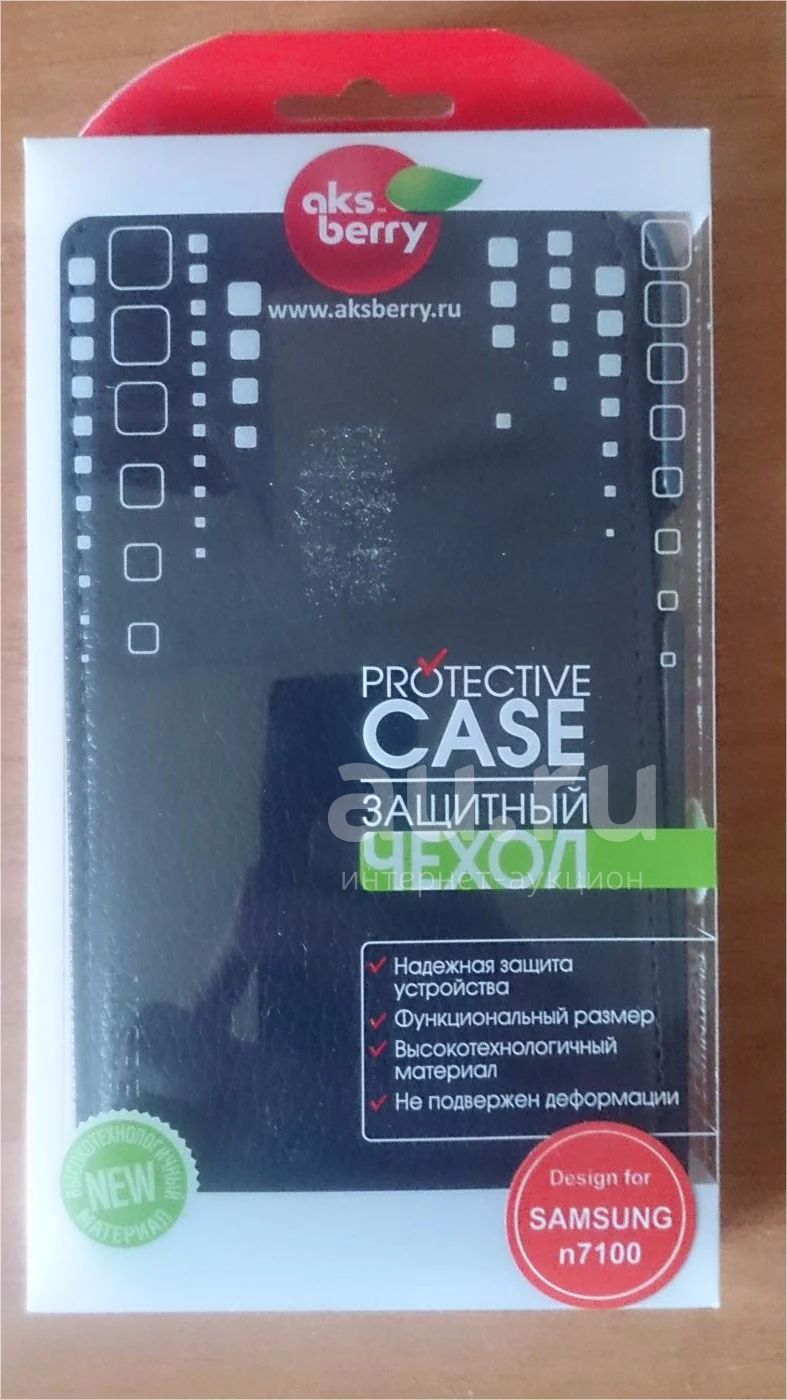 aks
berry
www.aksberry.ru
PROTECTIVE
CASE
ЗАЩИТНЫЙ
ЧЕХОЛ
au.ru
интернет-аукцион
Надежная защита
устройства
Функциональный размер
Высокотехнологичный
материал
Не подвержен деформации
ВЫСОКОТЕХНОЛОГИЧНЫЙ
NEW
МАТЕРИАЛ
Design for
SAMSUNG
n7100